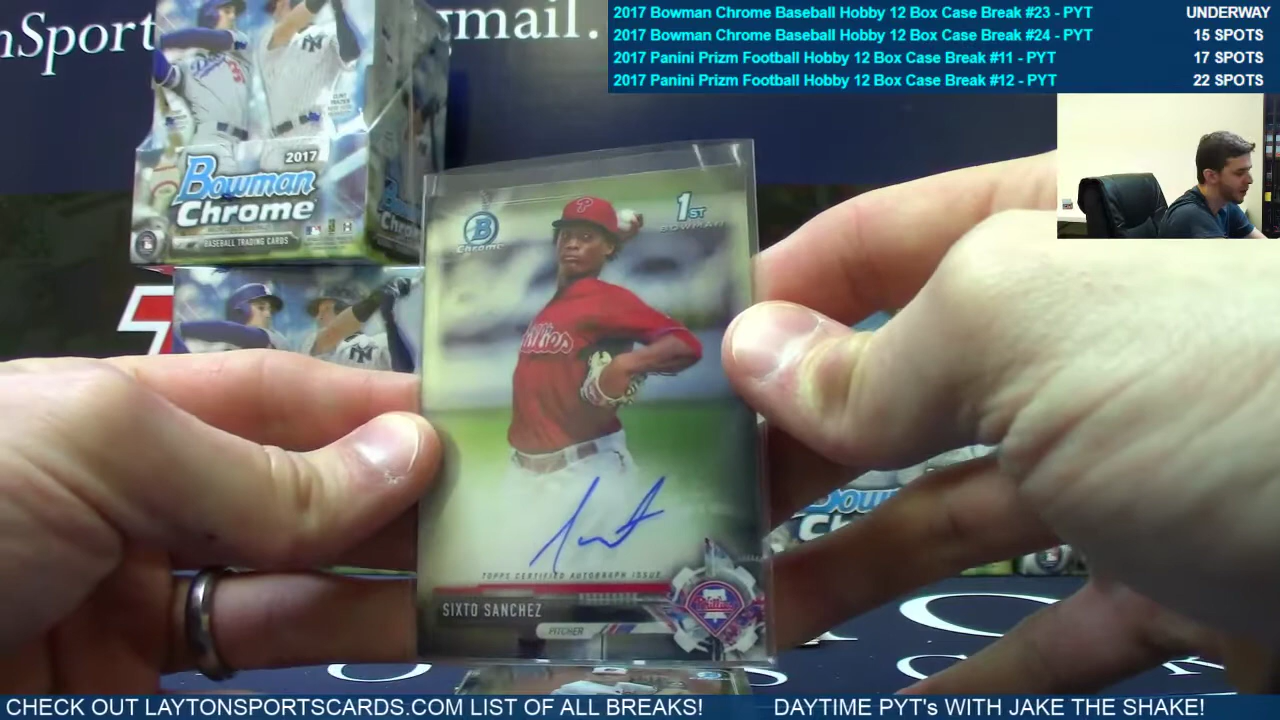 2017 Bowman Chrome Baseball Hobby 12 Box Case Break #23 - PYT UNDERWAY
2017 Bowman Chrome Baseball Hobby 12 Box Case Break #24 - PYT 15 SPOTS
2017 Panini Prizm Football Hobby 12 Box Case Break #11 - PYT 17 SPOTS
2017 Panini Prizm Football Hobby 12 Box Case Break #12 - PYT 22 SPOTS
nSport
gmail.
2017
Bowman
Chrome
BASEBALL TRADING CARDS
B
Chrome
1ST
BOWMAN
P
Phillies
TOPPS CERTIFIED AUTOGRAPH ISSUE
SIXTO SANCHEZ
PITCHER
Phillies
CHECK OUT LAYTONSPORTSCARDS.COM LIST OF ALL BREAKS! DAYTIME PYT's WITH JAKE THE SHAKE!